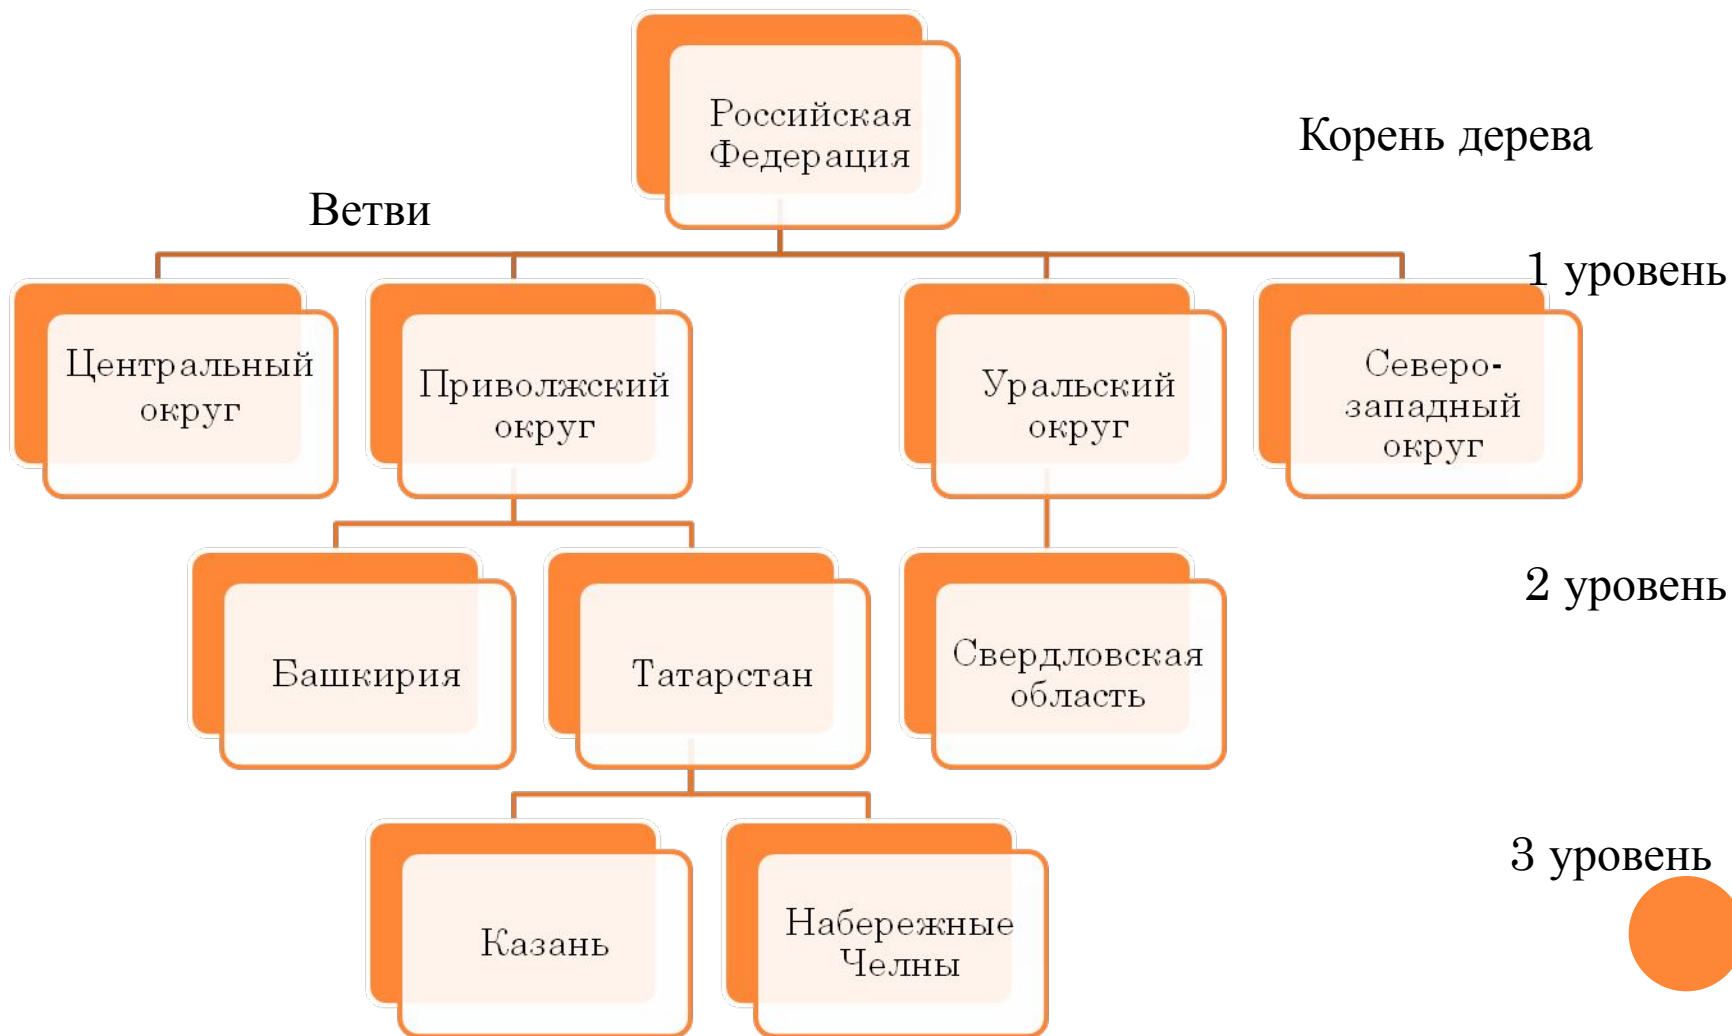 Российская
Федерация
Корень дерева
Ветви
1 уровень
Центральный
округ
Приволжский
округ
Уральский
округ
Северо-
западный
округ
2 уровень
Башкирия
Татарстан
Свердловская
область
3 уровень
Казань
Набережные
Челны